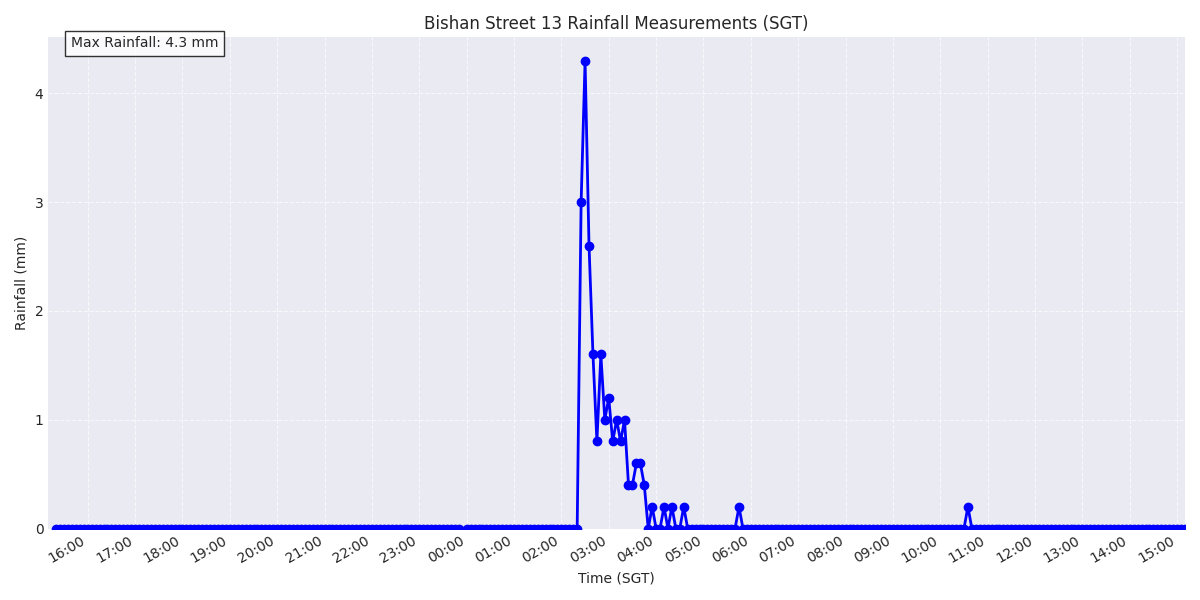 Bishan Street 13 Rainfall Measurements (SGT)
Max Rainfall: 4.3 mm
Rainfall (mm)
4
3
2
1
0
16:00 17:00 18:00 19:00 20:00 21:00 22:00 23:00 00:00 01:00 02:00 03:00 04:00 05:00 06:00 07:00 08:00 09:00 10:00 11:00 12:00 13:00 14:00 15:00
Time (SGT)